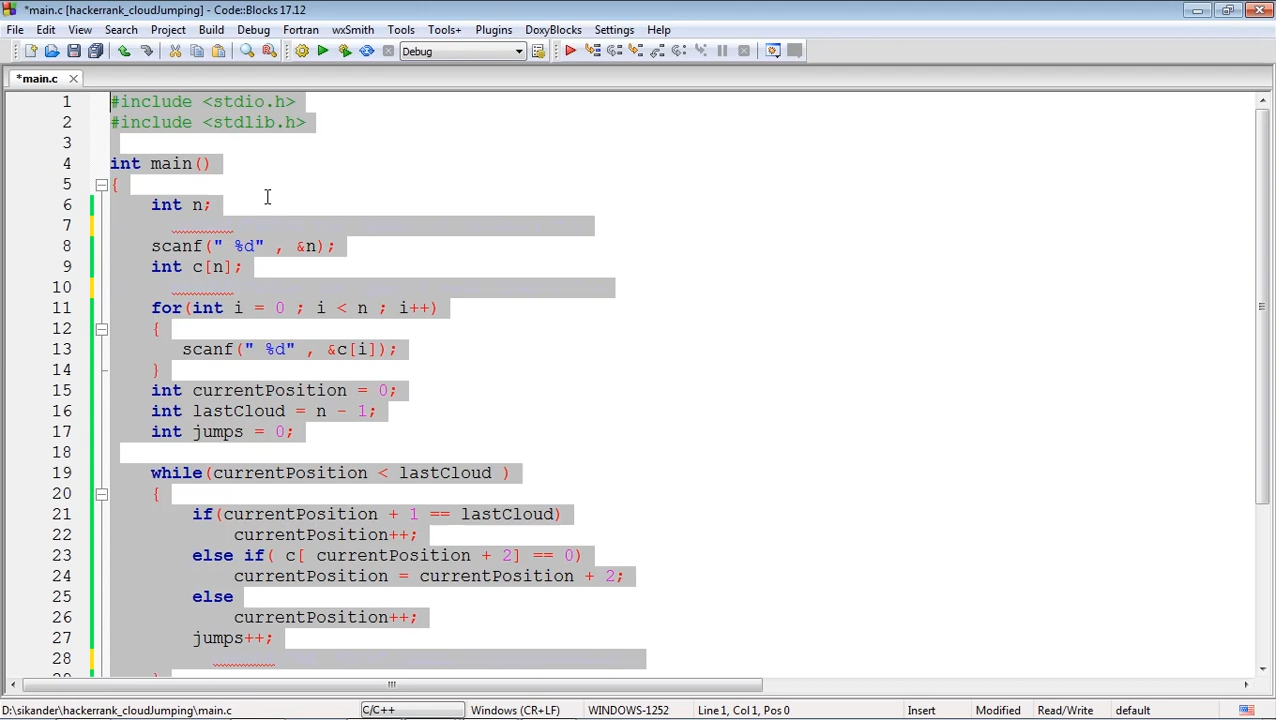 *main.c [hackerrank_cloudJumping] - Code::Blocks 17.12
File Edit View Search Project Build Debug Fortran wxSmith Tools Tools+ Plugins DoxyBlocks Settings Help
Debug
*main.c
1 #include <stdio.h>
2 #include <stdlib.h>
3
4 int main()
5 {
6 int n;
7
8 scanf(" %d" , &n);
9 int c[n];
10
11 for(int i = 0 ; i < n ; i++)
12 {
13 scanf(" %d" , &c[i]);
14 }
15 int currentPosition = 0;
16 int lastCloud = n - 1;
17 int jumps = 0;
18
19 while(currentPosition < lastCloud )
20 {
21 if(currentPosition + 1 == lastCloud)
22 currentPosition++;
23 else if( c[ currentPosition + 2] == 0)
24 currentPosition = currentPosition + 2;
25 else
26 currentPosition++;
27 jumps++;
28
D:\sikander\hackerrank_cloudJumping\main.c C/C++ Windows (CR+LF) WINDOWS-1252 Line 1, Col 1, Pos 0 Insert Modified Read/Write default